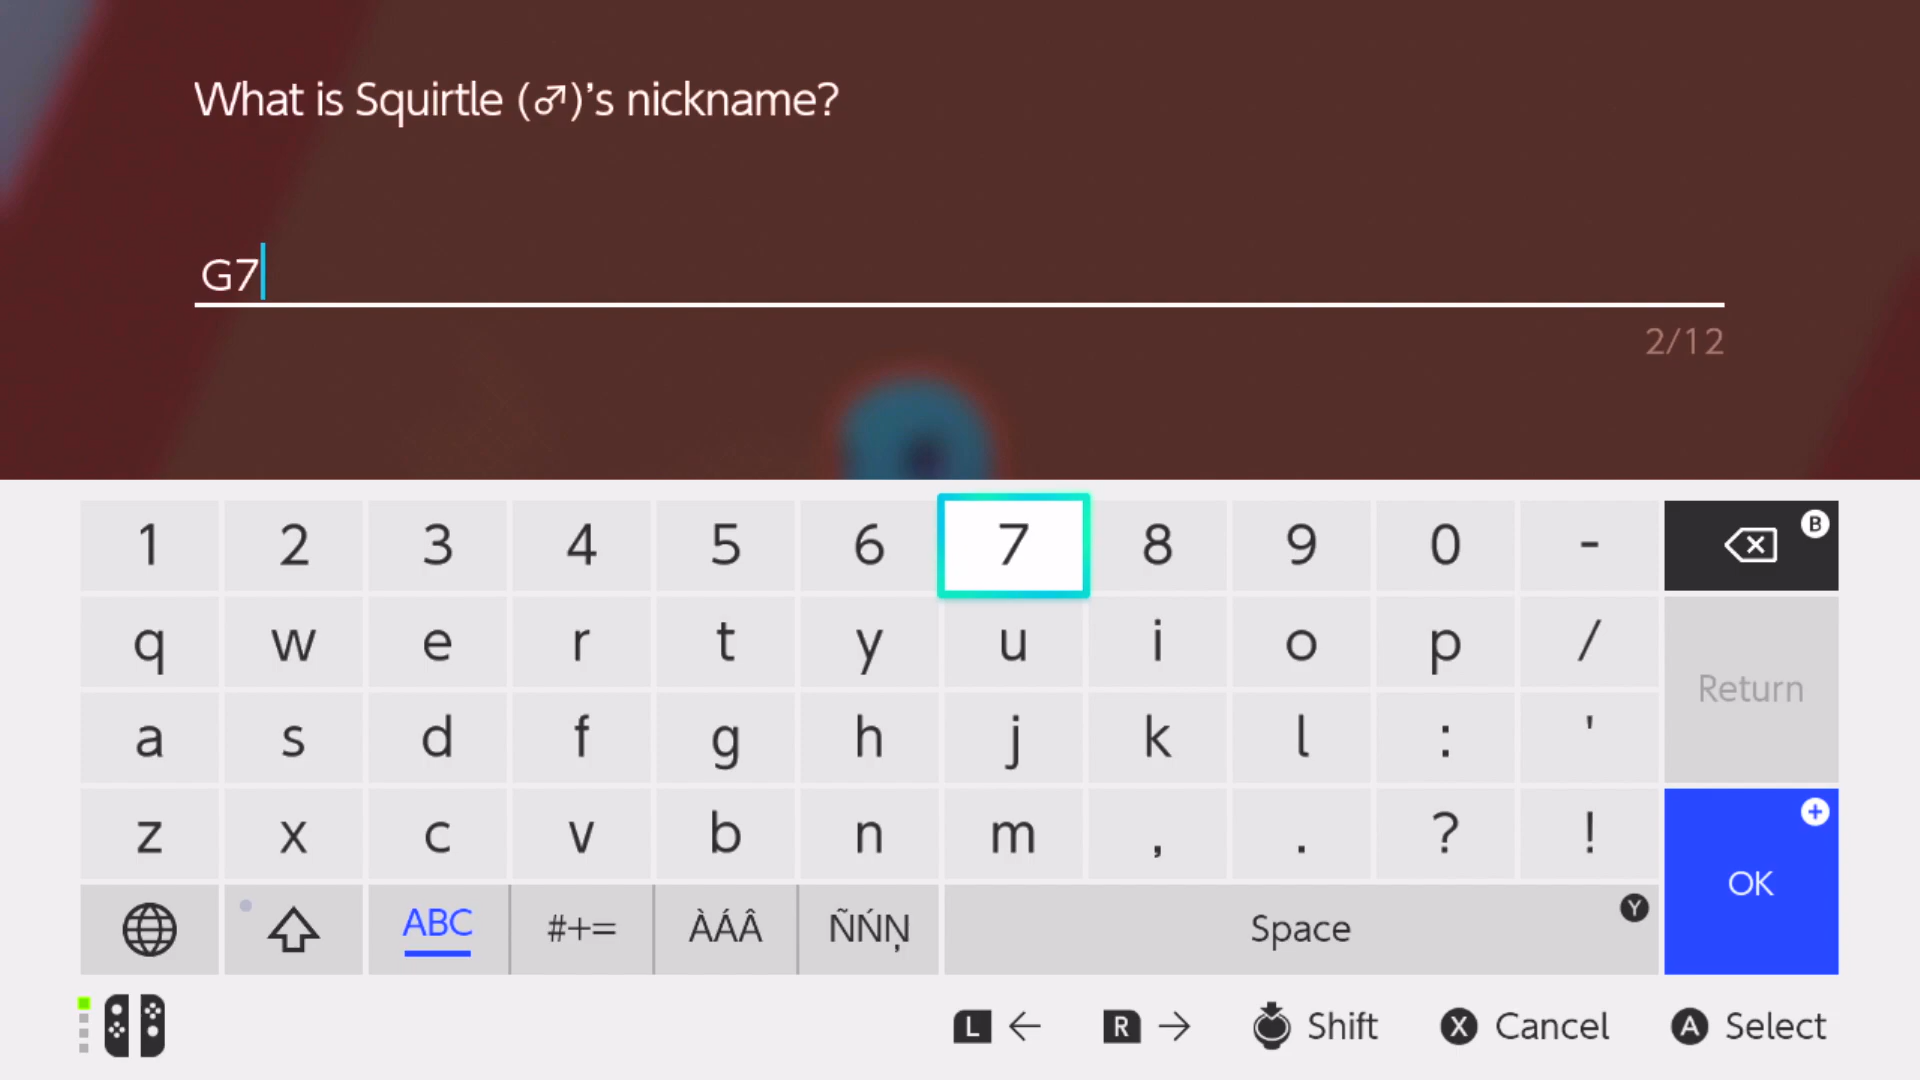 What is Squirtle (♂)'s nickname?
G7
2/12
1 2 3 4 5 6 7 8 9 0 - B
q w e r t y u i o p /
Return
a s d f g h j k l : '
z x c v b n m , . ? ! +
OK
ABC #+= ÀÁÂ ÑŃŅ Space Y
L ← R → Shift X Cancel A Select